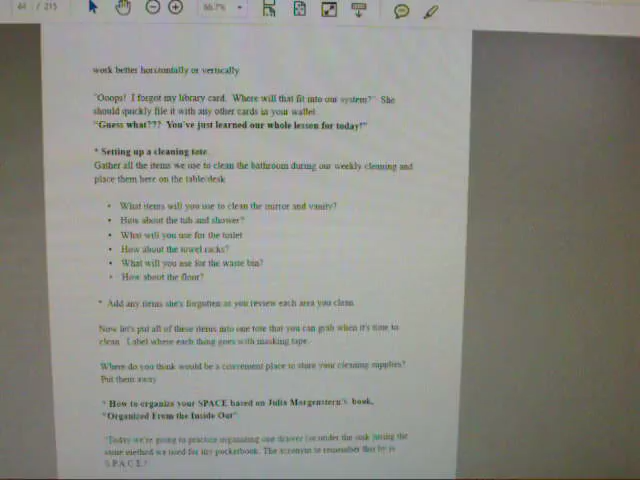 44 / 215
66.7%
work better horizontally or vertically
"Ooops! I forgot my library card. Where will that fit into our system?" She
should quickly file it with any other cards in your wallet.
"Guess what??? You've just learned our whole lesson for today!"
* Setting up a cleaning tote.
Gather all the items we use to clean the bathroom during our weekly cleaning and
place them here on the table/desk
• What items will you use to clean the mirror and vanity?
• How about the tub and shower?
• What will you use for the toilet
• How about the towel racks?
• What will you use for the waste bin?
• How about the floor?
* Add any items she's forgotten as you review each area you clean.
Now let's put all of these items into one tote that you can grab when it's time to
clean. Label where each thing goes with masking tape.
Where do you think would be a convenient place to store your cleaning supplies?
Put them away
* How to organize your SPACE based on Julia Morgenstern's book,
"Organized From the Inside Out"
"Today we're going to practice organizing one drawer (or under the sink )using the
same method we used for my pocketbook. The acronym to remember this by is
S.P.A.C.E.!